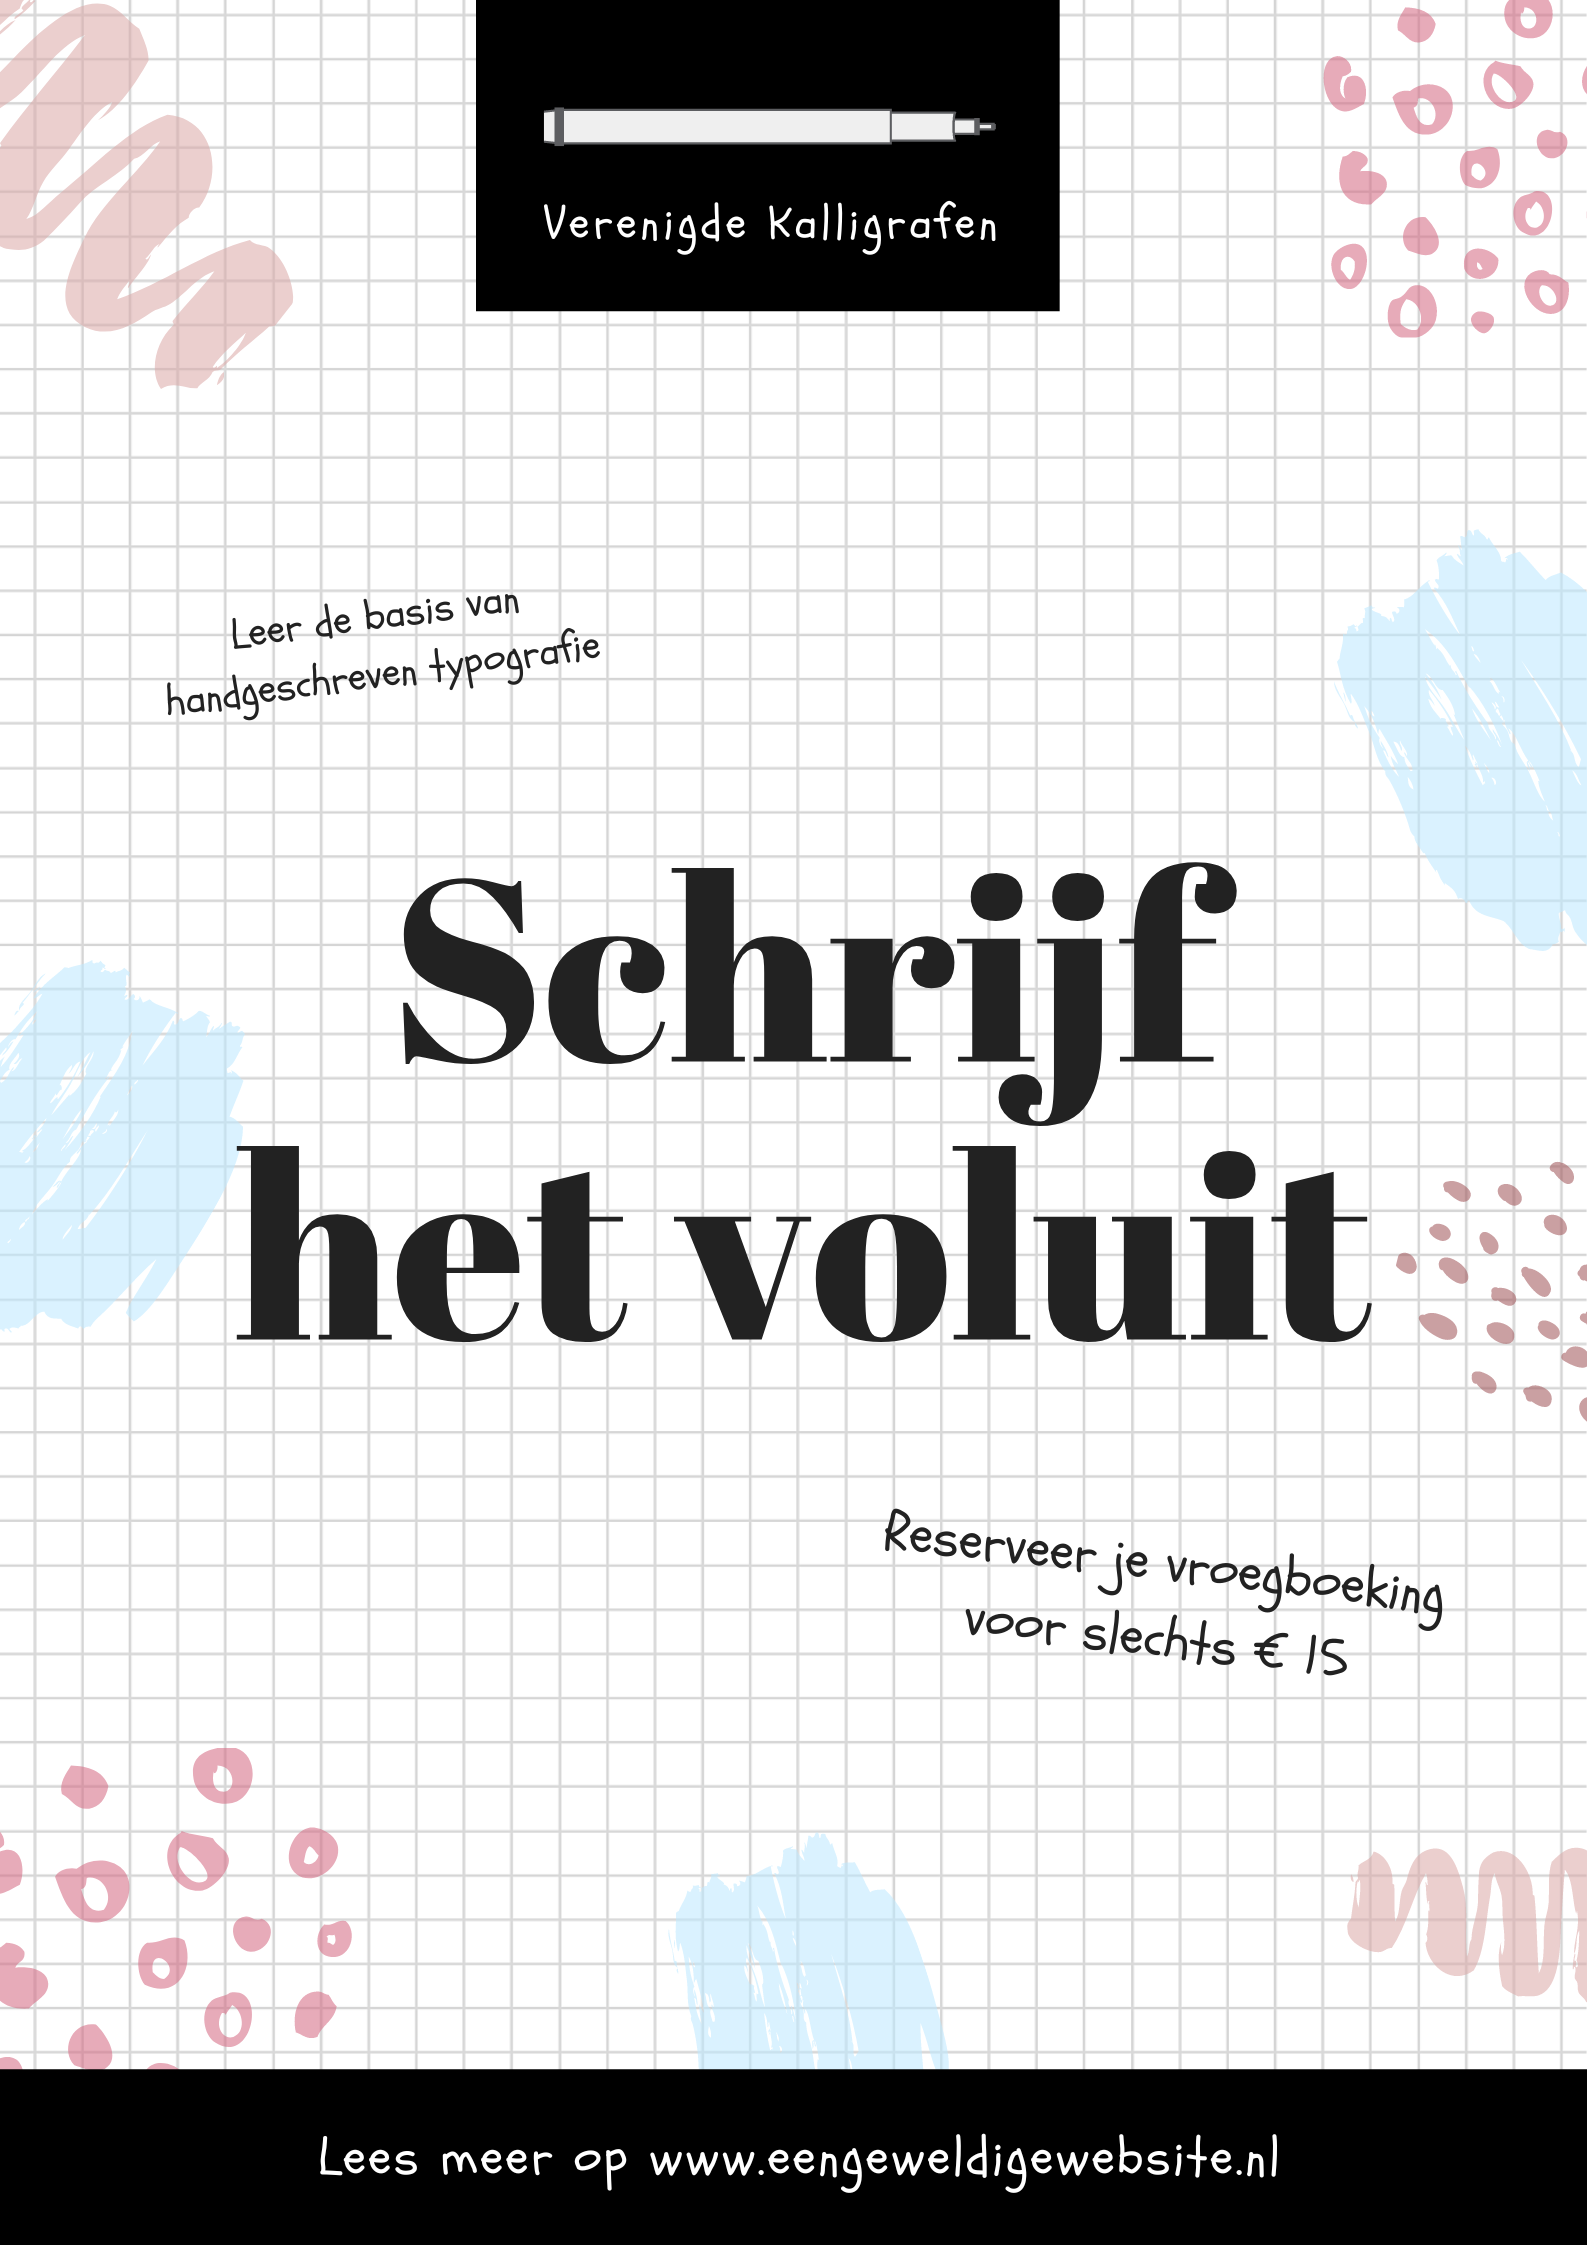 Verenigde Kalligrafen
Leer de basis van
handgeschreven typografie
Schrijf
het voluit
Reserveer je vroegboeking
voor slechts € 15
Lees meer op www.eengeweldigewebsite.nl